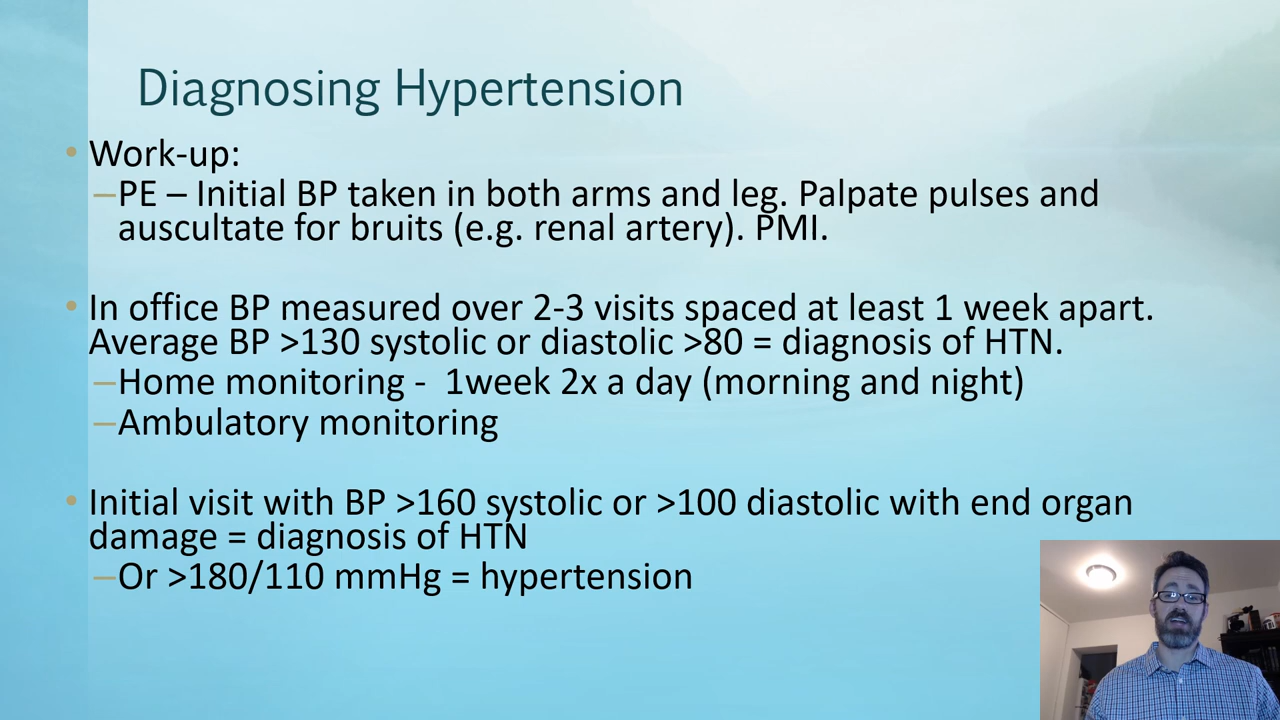 Diagnosing Hypertension
• Work-up:
–PE – Initial BP taken in both arms and leg. Palpate pulses and
auscultate for bruits (e.g. renal artery). PMI.
• In office BP measured over 2-3 visits spaced at least 1 week apart.
Average BP >130 systolic or diastolic >80 = diagnosis of HTN.
–Home monitoring - 1week 2x a day (morning and night)
–Ambulatory monitoring
• Initial visit with BP >160 systolic or >100 diastolic with end organ
damage = diagnosis of HTN
–Or >180/110 mmHg = hypertension